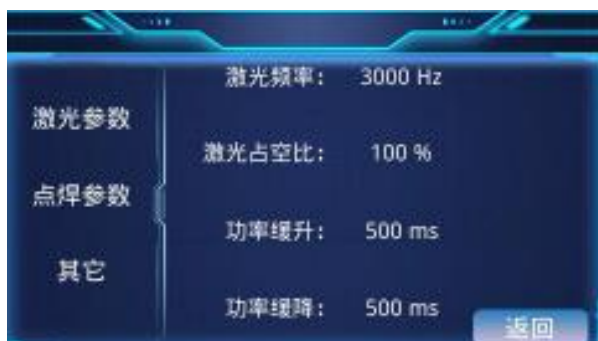 激光参数
点焊参数
其它
激光频率： 3000 Hz
激光占空比： 100 %
功率缓升： 500 ms
功率缓降： 500 ms
返回